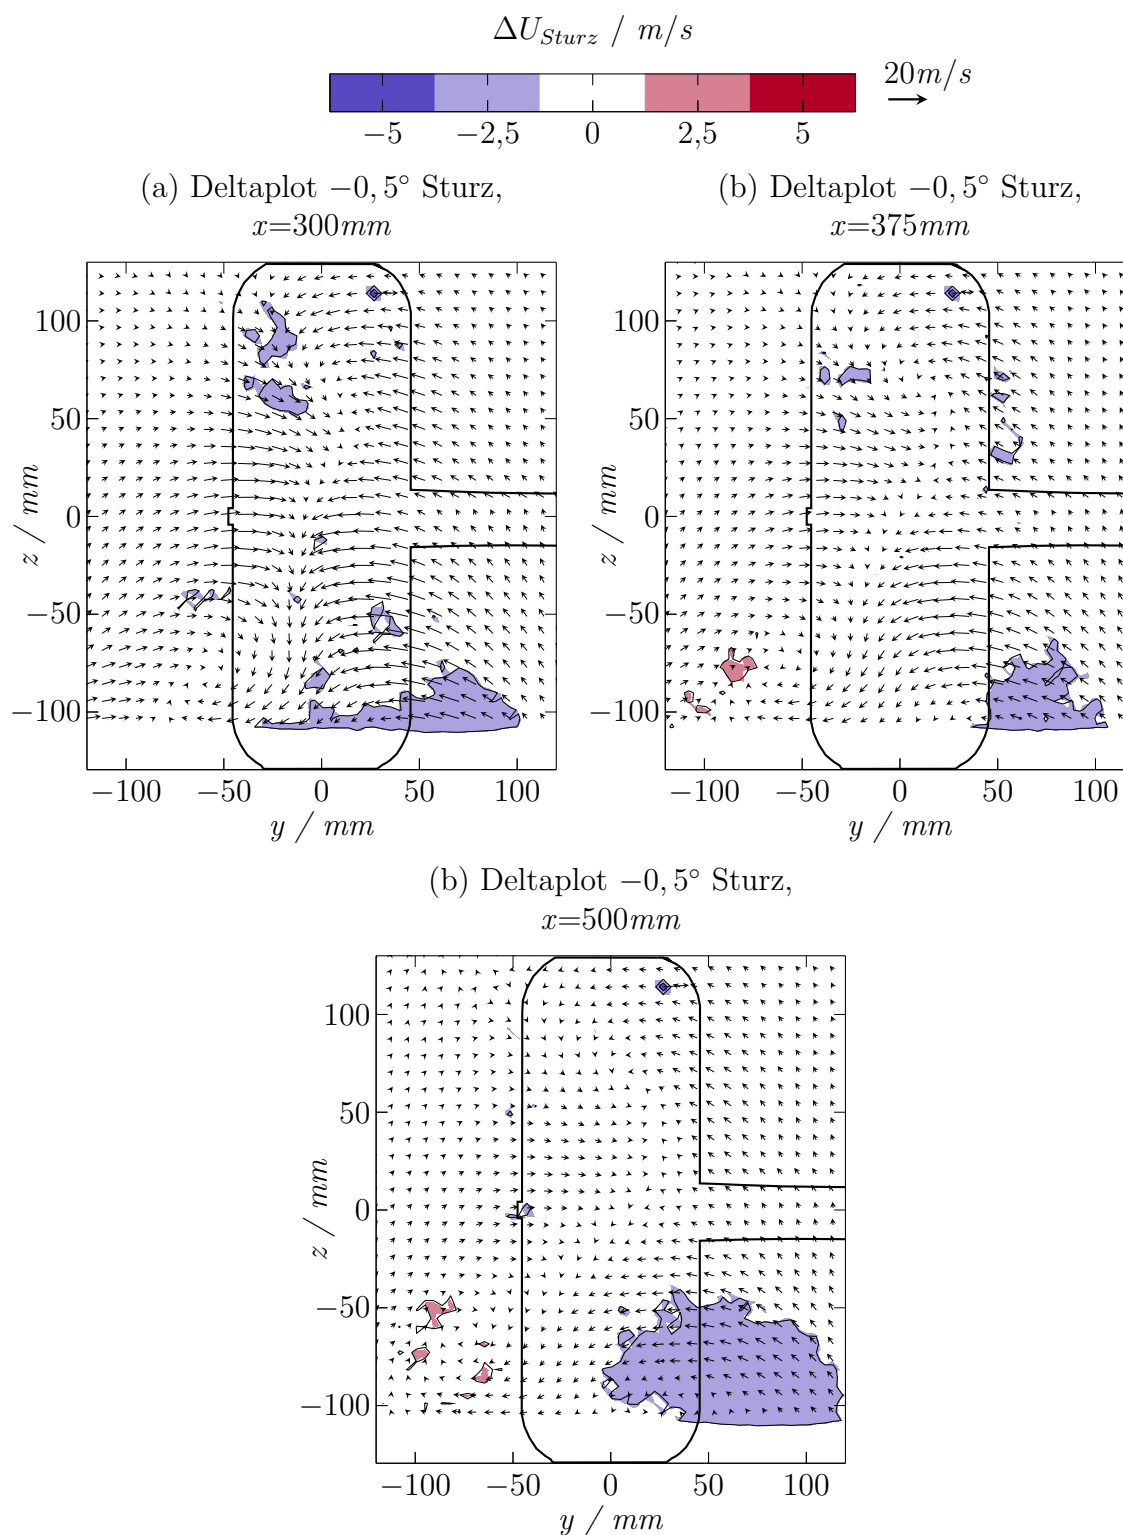 ΔU_Sturz / m/s
20m/s
−5 −2,5 0 2,5 5
(a) Deltaplot −0, 5° Sturz,
x=300mm
(b) Deltaplot −0, 5° Sturz,
x=375mm
100
50
0
−50
−100
z / mm
−100 −50 0 50 100
y / mm
100
50
0
−50
−100
z / mm
−100 −50 0 50 100
y / mm
(b) Deltaplot −0, 5° Sturz,
x=500mm
100
50
0
−50
−100
z / mm
−100 −50 0 50 100
y / mm